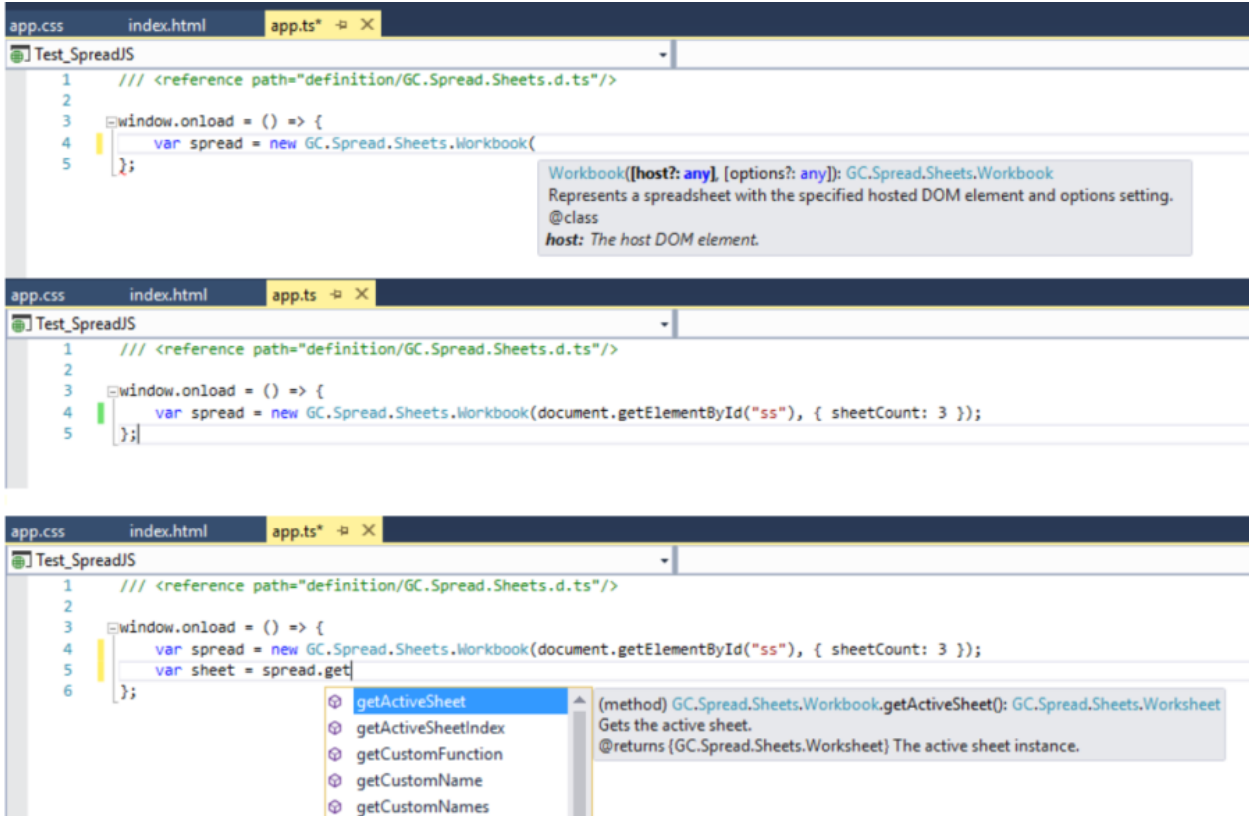 app.css index.html app.ts*
Test_SpreadJS
1 /// <reference path="definition/GC.Spread.Sheets.d.ts"/>
2
3 window.onload = () => {
4 var spread = new GC.Spread.Sheets.Workbook(
5 };
Workbook([host?: any], [options?: any]): GC.Spread.Sheets.Workbook
Represents a spreadsheet with the specified hosted DOM element and options setting.
@class
host: The host DOM element.
app.css index.html app.ts
Test_SpreadJS
1 /// <reference path="definition/GC.Spread.Sheets.d.ts"/>
2
3 window.onload = () => {
4 var spread = new GC.Spread.Sheets.Workbook(document.getElementById("ss"), { sheetCount: 3 });
5 };
app.css index.html app.ts*
Test_SpreadJS
1 /// <reference path="definition/GC.Spread.Sheets.d.ts"/>
2
3 window.onload = () => {
4 var spread = new GC.Spread.Sheets.Workbook(document.getElementById("ss"), { sheetCount: 3 });
5 var sheet = spread.get
6 };
getActiveSheet
getActiveSheetIndex
getCustomFunction
getCustomName
getCustomNames
(method) GC.Spread.Sheets.Workbook.getActiveSheet(): GC.Spread.Sheets.Worksheet
Gets the active sheet.
@returns {GC.Spread.Sheets.Worksheet} The active sheet instance.